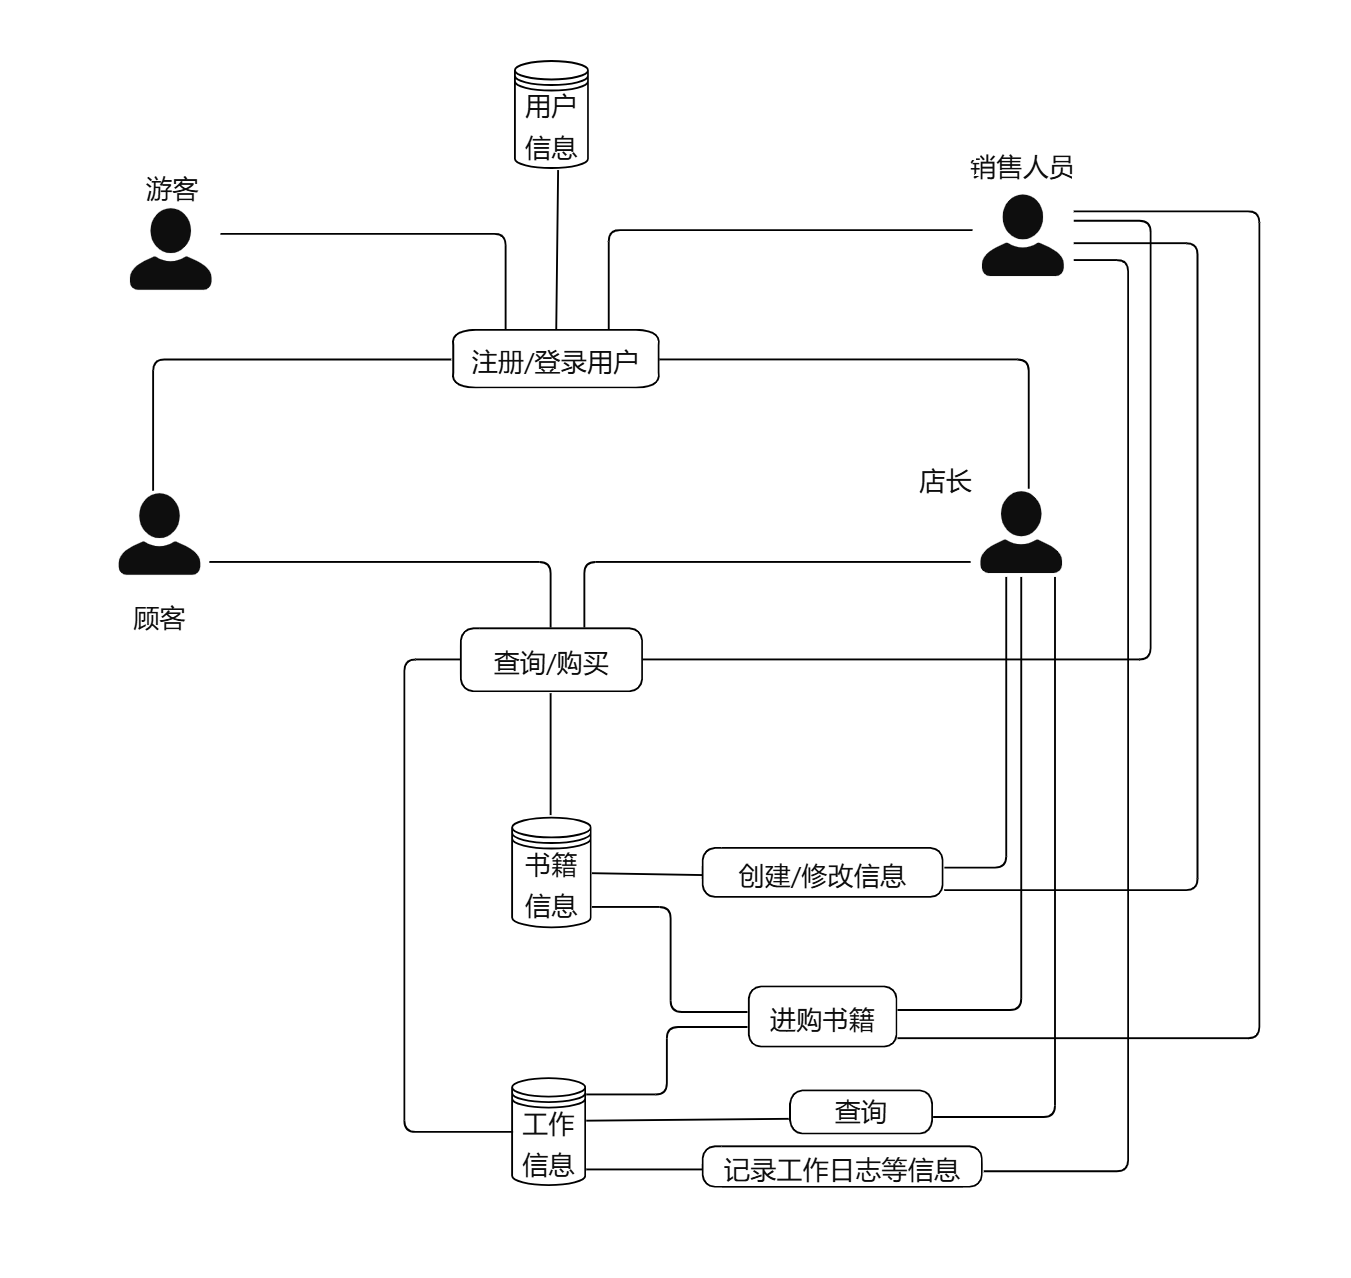 用户
信息
销售人员
游客
注册/登录用户
店长
顾客
查询/购买
书籍
信息
创建/修改信息
进购书籍
查询
工作
信息
记录工作日志等信息